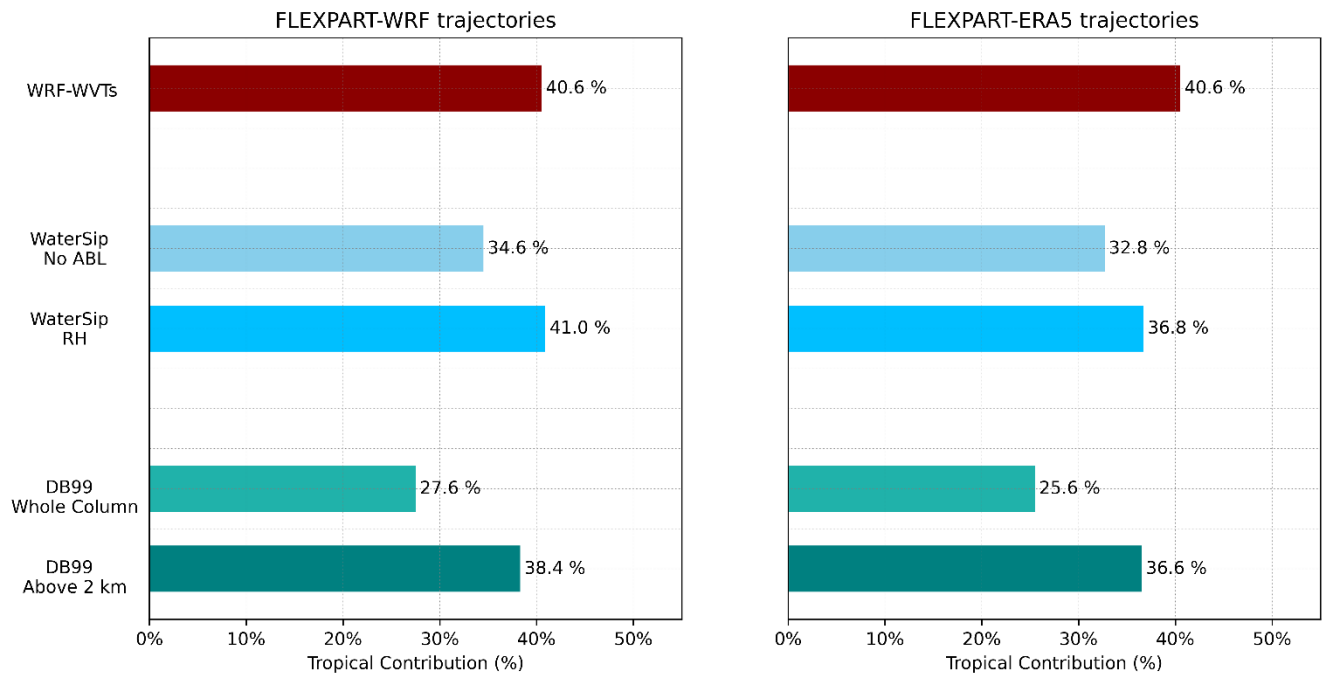 FLEXPART-WRF trajectories
WRF-WVTs
40.6 %
WaterSip
No ABL
34.6 %
WaterSip
RH
41.0 %
DB99
Whole Column
27.6 %
DB99
Above 2 km
38.4 %
0% 10% 20% 30% 40% 50%
Tropical Contribution (%)
FLEXPART-ERA5 trajectories
40.6 %
32.8 %
36.8 %
25.6 %
36.6 %
0% 10% 20% 30% 40% 50%
Tropical Contribution (%)